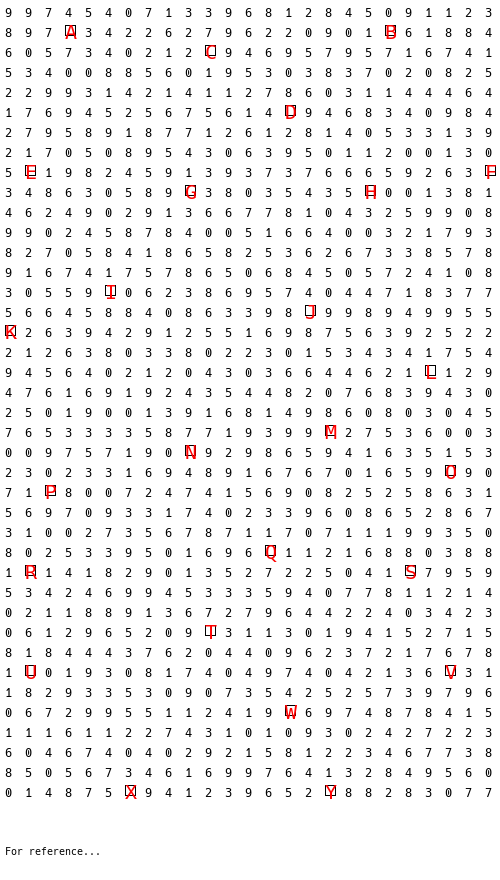 9 9 7 4 5 4 0 7 1 3 3 9 6 8 1 2 8 4 5 0 9 1 1 2 3
8 9 7 A 3 4 2 2 6 2 7 9 6 2 2 0 9 0 1 B 6 1 8 8 4
6 0 5 7 3 4 0 2 1 2 C 9 4 6 9 5 7 9 5 7 1 6 7 4 1
5 3 4 0 0 8 8 5 6 0 1 9 5 3 0 3 8 3 7 0 2 0 8 2 5
2 2 9 9 3 1 4 2 1 4 1 1 2 7 8 6 0 3 1 1 4 4 4 6 4
1 7 6 9 4 5 2 5 6 7 5 6 1 4 D 9 4 6 8 3 4 0 9 8 4
2 7 9 5 8 9 1 8 7 7 1 2 6 1 2 8 1 4 0 5 3 3 1 3 9
2 1 7 0 5 0 8 9 5 4 3 0 6 3 9 5 0 1 1 2 0 0 1 3 0
5 E 1 9 8 2 4 5 9 1 3 9 3 7 3 7 6 6 6 5 9 2 6 3 F
3 4 8 6 3 0 5 8 9 G 3 8 0 3 5 4 3 5 H 0 0 1 3 8 1
4 6 2 4 9 0 2 9 1 3 6 6 7 7 8 1 0 4 3 2 5 9 9 0 8
9 9 0 2 4 5 8 7 8 4 0 0 5 1 6 6 4 0 0 3 2 1 7 9 3
8 2 7 0 5 8 4 1 8 6 5 8 2 5 3 6 2 6 7 3 3 8 5 7 8
9 1 6 7 4 1 7 5 7 8 6 5 0 6 8 4 5 0 5 7 2 4 1 0 8
3 0 5 5 9 I 0 6 2 3 8 6 9 5 7 4 0 4 4 7 1 8 3 7 7
5 6 6 4 5 8 8 4 0 8 6 3 3 9 8 J 9 9 8 9 4 9 9 5 5
K 2 6 3 9 4 2 9 1 2 5 5 1 6 9 8 7 5 6 3 9 2 5 2 2
2 1 2 6 3 8 0 3 3 8 0 2 2 3 0 1 5 3 4 3 4 1 7 5 4
9 4 5 6 4 0 2 1 2 0 4 3 0 3 6 6 4 4 6 2 1 L 1 2 9
4 7 6 1 6 9 1 9 2 4 3 5 4 4 8 2 0 7 6 8 3 9 4 3 0
2 5 0 1 9 0 0 1 3 9 1 6 8 1 4 9 8 6 0 8 0 3 0 4 5
7 6 5 3 3 3 3 5 8 7 7 1 9 3 9 9 M 2 7 5 3 6 0 0 3
0 0 9 7 5 7 1 9 0 N 9 2 9 8 6 5 9 4 1 6 3 5 1 5 3
2 3 0 2 3 3 1 6 9 4 8 9 1 6 7 6 7 0 1 6 5 9 O 9 0
7 1 P 8 0 0 7 2 4 7 4 1 5 6 9 0 8 2 5 2 5 8 6 3 1
5 6 9 7 0 9 3 3 1 7 4 0 2 3 3 9 6 0 8 6 5 2 8 6 7
3 1 0 0 2 7 3 5 6 7 8 7 1 1 7 0 7 1 1 1 9 9 3 5 0
8 0 2 5 3 3 9 5 0 1 6 9 6 Q 1 1 2 1 6 8 8 0 3 8 8
1 R 1 4 1 8 2 9 0 1 3 5 2 7 2 2 5 0 4 1 S 7 9 5 9
5 3 4 2 4 6 9 9 4 5 3 3 3 5 9 4 0 7 7 8 1 1 2 1 4
0 2 1 1 8 8 9 1 3 6 7 2 7 9 6 4 4 2 2 4 0 3 4 2 3
0 6 1 2 9 6 5 2 0 9 T 3 1 1 3 0 1 9 4 1 5 2 7 1 5
8 1 8 4 4 4 3 7 6 2 0 4 4 0 9 6 2 3 7 2 1 7 6 7 8
1 U 0 1 9 3 0 8 1 7 4 0 4 9 7 4 0 4 2 1 3 6 V 3 1
1 8 2 9 3 3 5 3 0 9 0 7 3 5 4 2 5 2 5 7 3 9 7 9 6
0 6 7 2 9 9 5 5 1 1 2 4 1 9 W 6 9 7 4 8 7 8 4 1 5
1 1 1 6 1 1 2 2 7 4 3 1 0 1 0 9 3 0 2 4 2 7 2 2 3
6 0 4 6 7 4 0 4 0 2 9 2 1 5 8 1 2 2 3 4 6 7 7 3 8
8 5 0 5 6 7 3 4 6 1 6 9 9 7 6 4 1 3 2 8 4 9 5 6 0
0 1 4 8 7 5 X 9 4 1 2 3 9 6 5 2 Y 8 8 2 8 3 0 7 7
For reference...